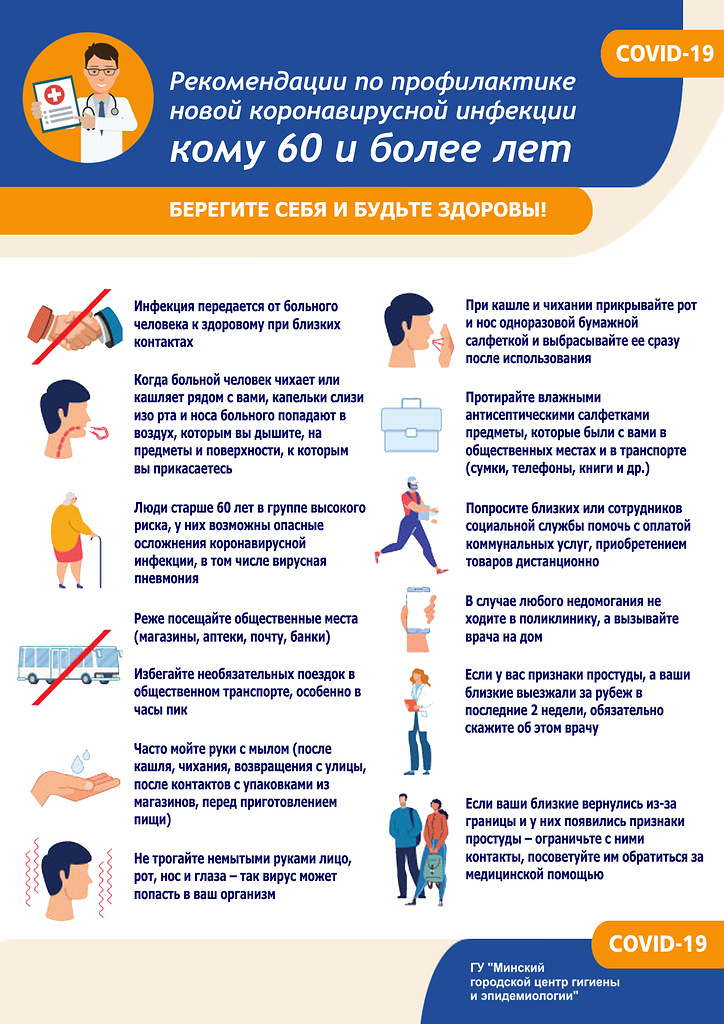 COVID-19
Рекомендации по профилактике
новой коронавирусной инфекции
кому 60 и более лет
БЕРЕГИТЕ СЕБЯ И БУДЬТЕ ЗДОРОВЫ!
Инфекция передается от больного
человека к здоровому при близких
контактах
Когда больной человек чихает или
кашляет рядом с вами, капельки слизи
изо рта и носа больного попадают в
воздух, которым вы дышите, на
предметы и поверхности, к которым
вы прикасаетесь
Люди старше 60 лет в группе высокого
риска, у них возможны опасные
осложнения коронавирусной
инфекции, в том числе вирусная
пневмония
Реже посещайте общественные места
(магазины, аптеки, почту, банки)
Избегайте необязательных поездок в
общественном транспорте, особенно в
часы пик
Часто мойте руки с мылом (после
кашля, чихания, возвращения с улицы,
после контактов с упаковками из
магазинов, перед приготовлением
пищи)
Не трогайте немытыми руками лицо,
рот, нос и глаза – так вирус может
попасть в ваш организм
При кашле и чихании прикрывайте рот
и нос одноразовой бумажной
салфеткой и выбрасывайте ее сразу
после использования
Протирайте влажными
антисептическими салфетками
предметы, которые были с вами в
общественных местах и в транспорте
(сумки, телефоны, книги и др.)
Попросите близких или сотрудников
социальной службы помочь с оплатой
коммунальных услуг, приобретением
товаров дистанционно
В случае любого недомогания не
ходите в поликлинику, а вызывайте
врача на дом
Если у вас признаки простуды, а ваши
близкие выезжали за рубеж в
последние 2 недели, обязательно
скажите об этом врачу
Если ваши близкие вернулись из-за
границы и у них появились признаки
простуды – ограничьте с ними
контакты, посоветуйте им обратиться за
медицинской помощью
COVID-19
ГУ "Минский
городской центр гигиены
и эпидемиологии"